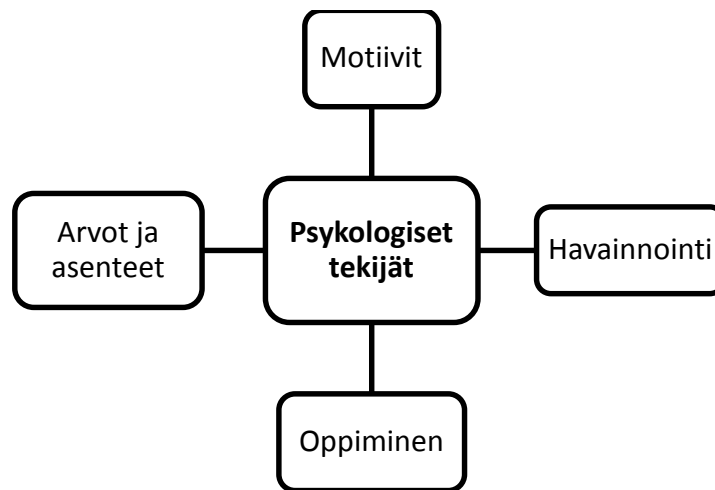 Motiivit
Arvot ja
asenteet
Psykologiset
tekijät
Havainnointi
Oppiminen